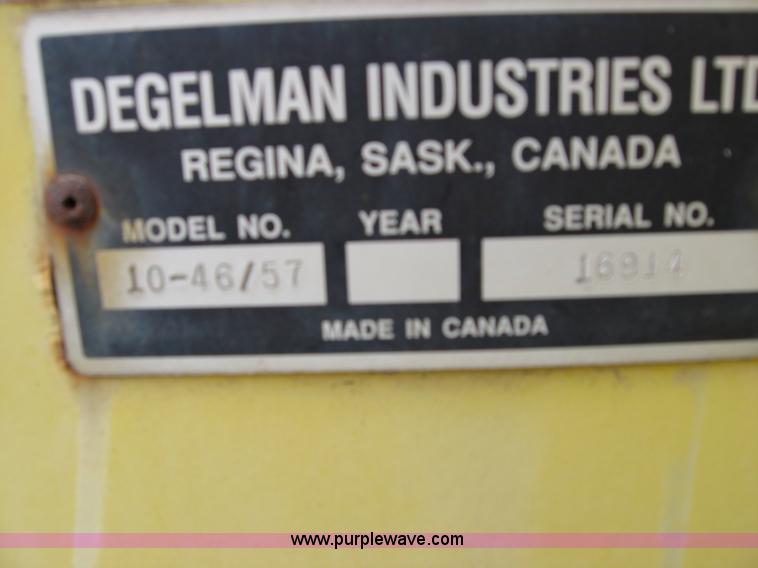 DEGELMAN INDUSTRIES LTD
REGINA, SASK., CANADA
MODEL NO. YEAR SERIAL NO.
10-46/57 16914
MADE IN CANADA
www.purplewave.com